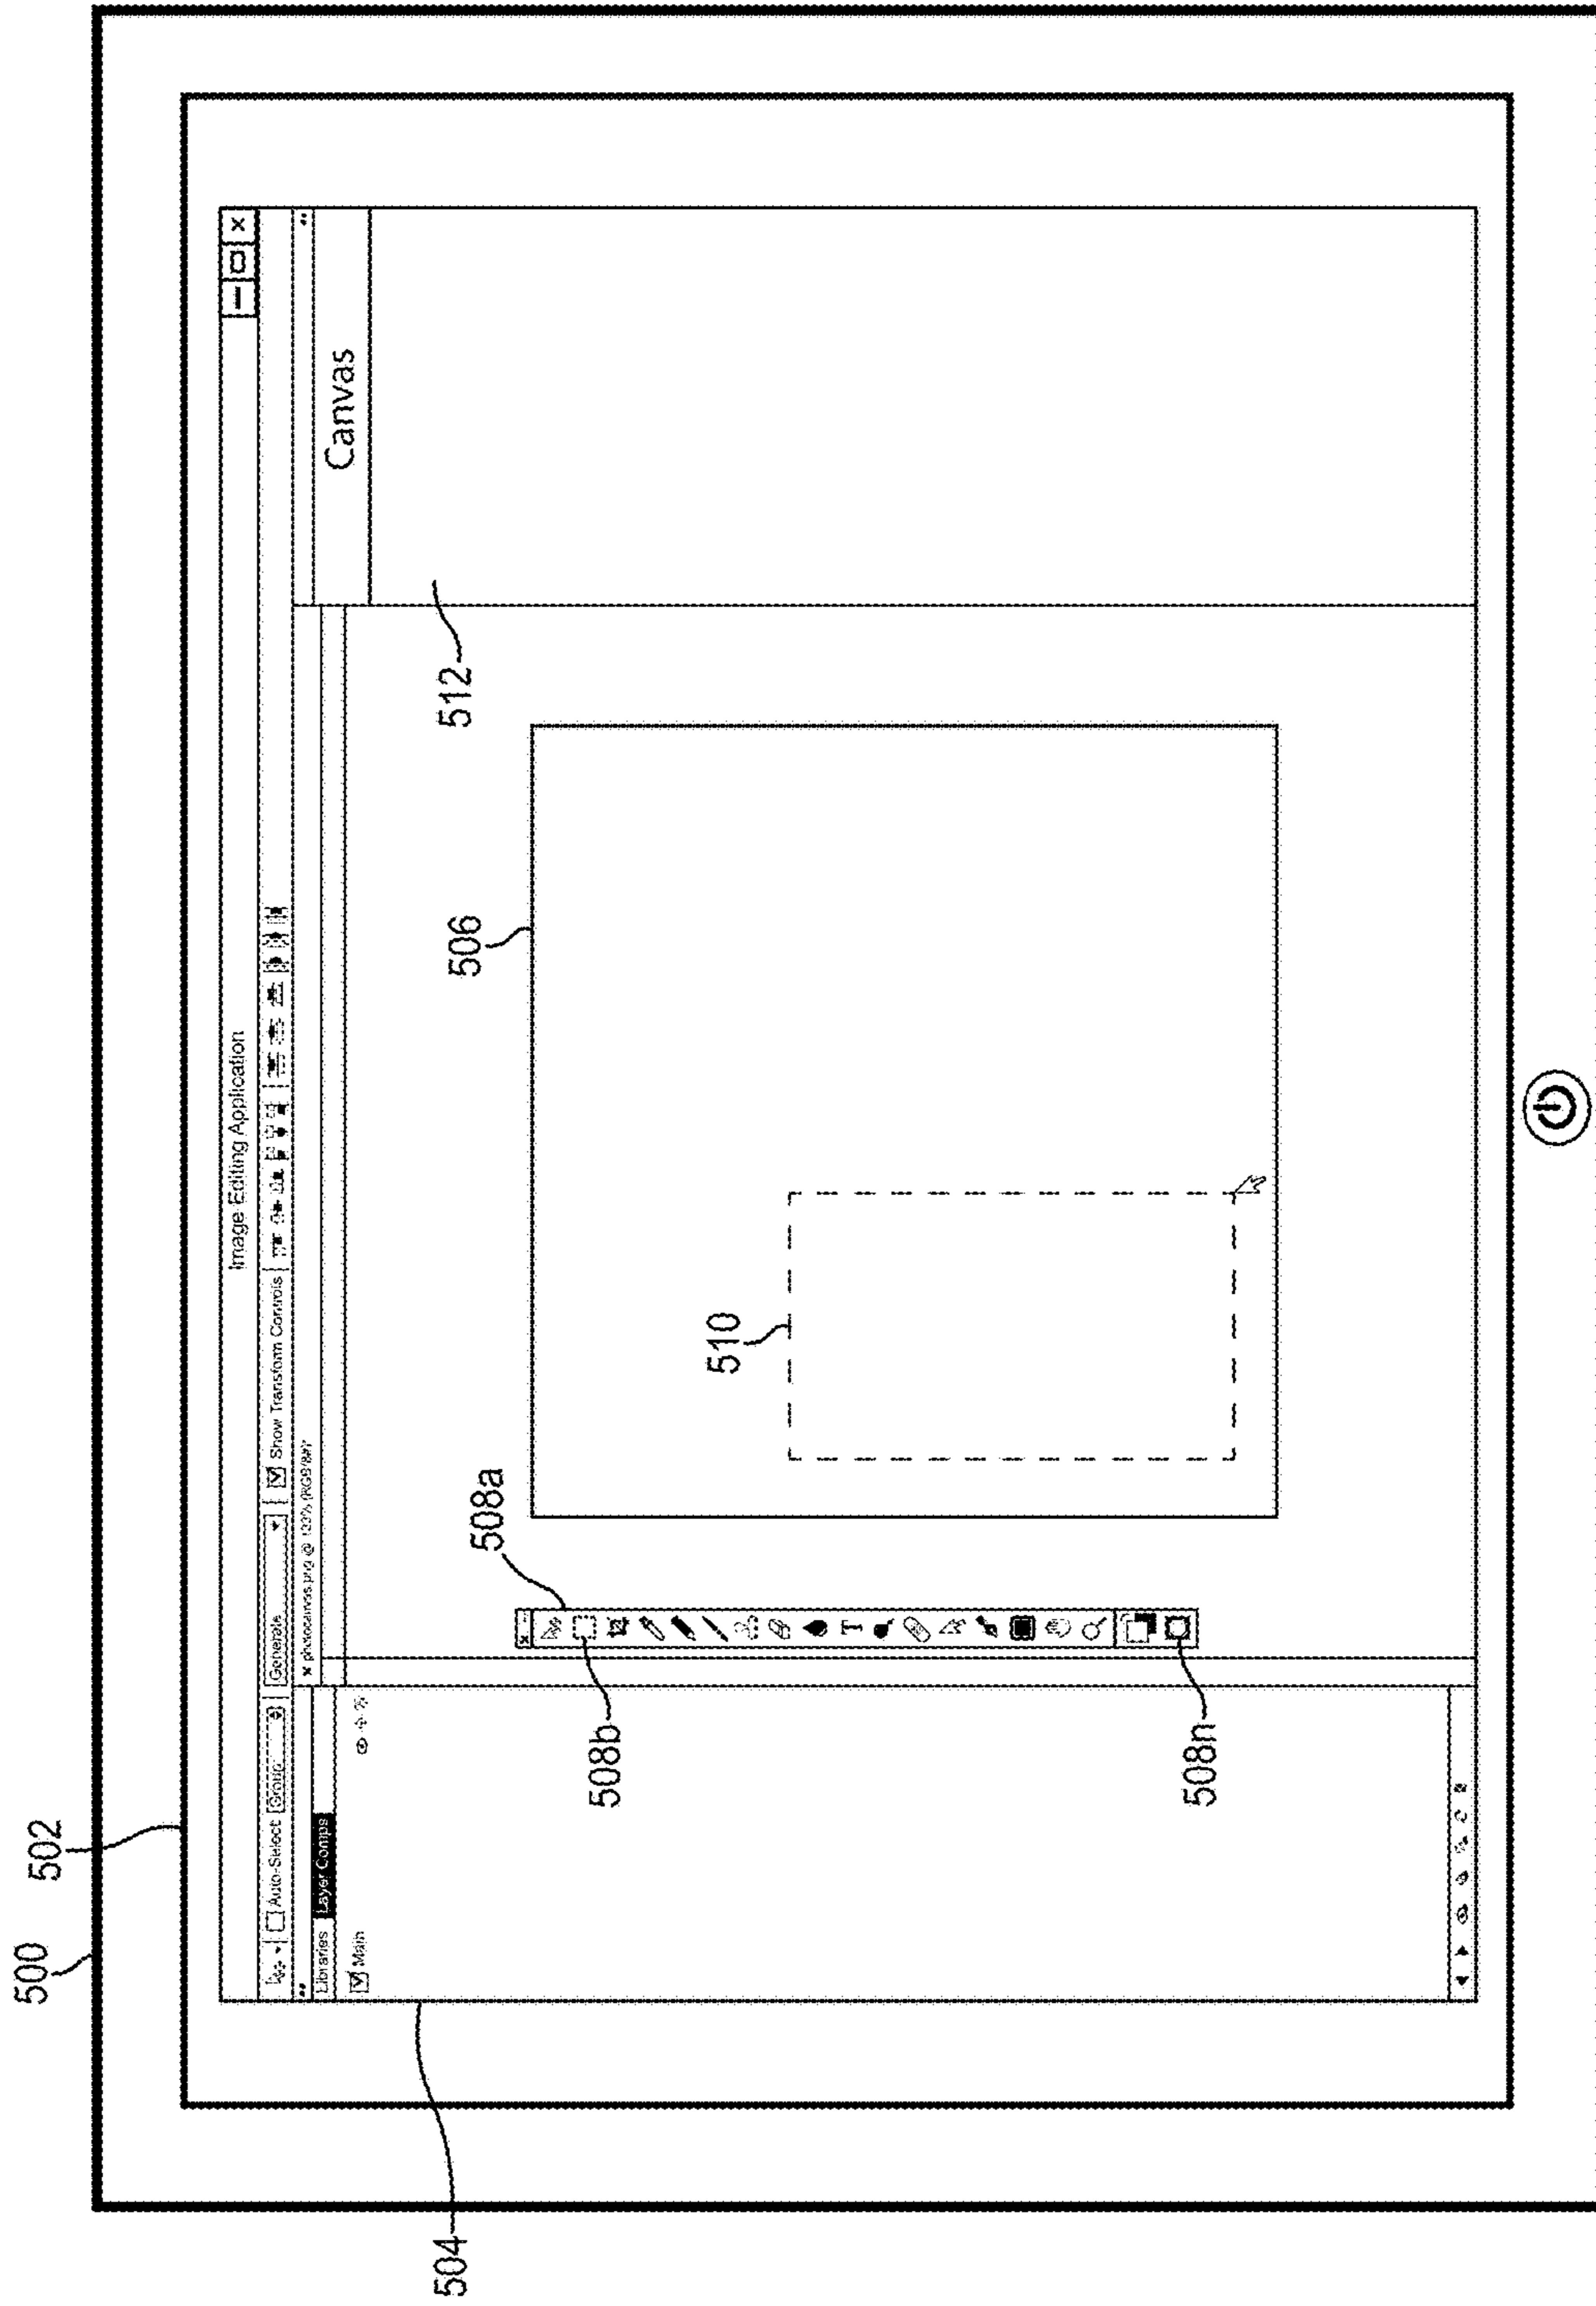 500
502
504
Image Editing Application
Auto-Select Group Generate Show Transform Controls
Libraries Layer Comps
Main
Canvas
512
506
508a
510
508b
508n
T